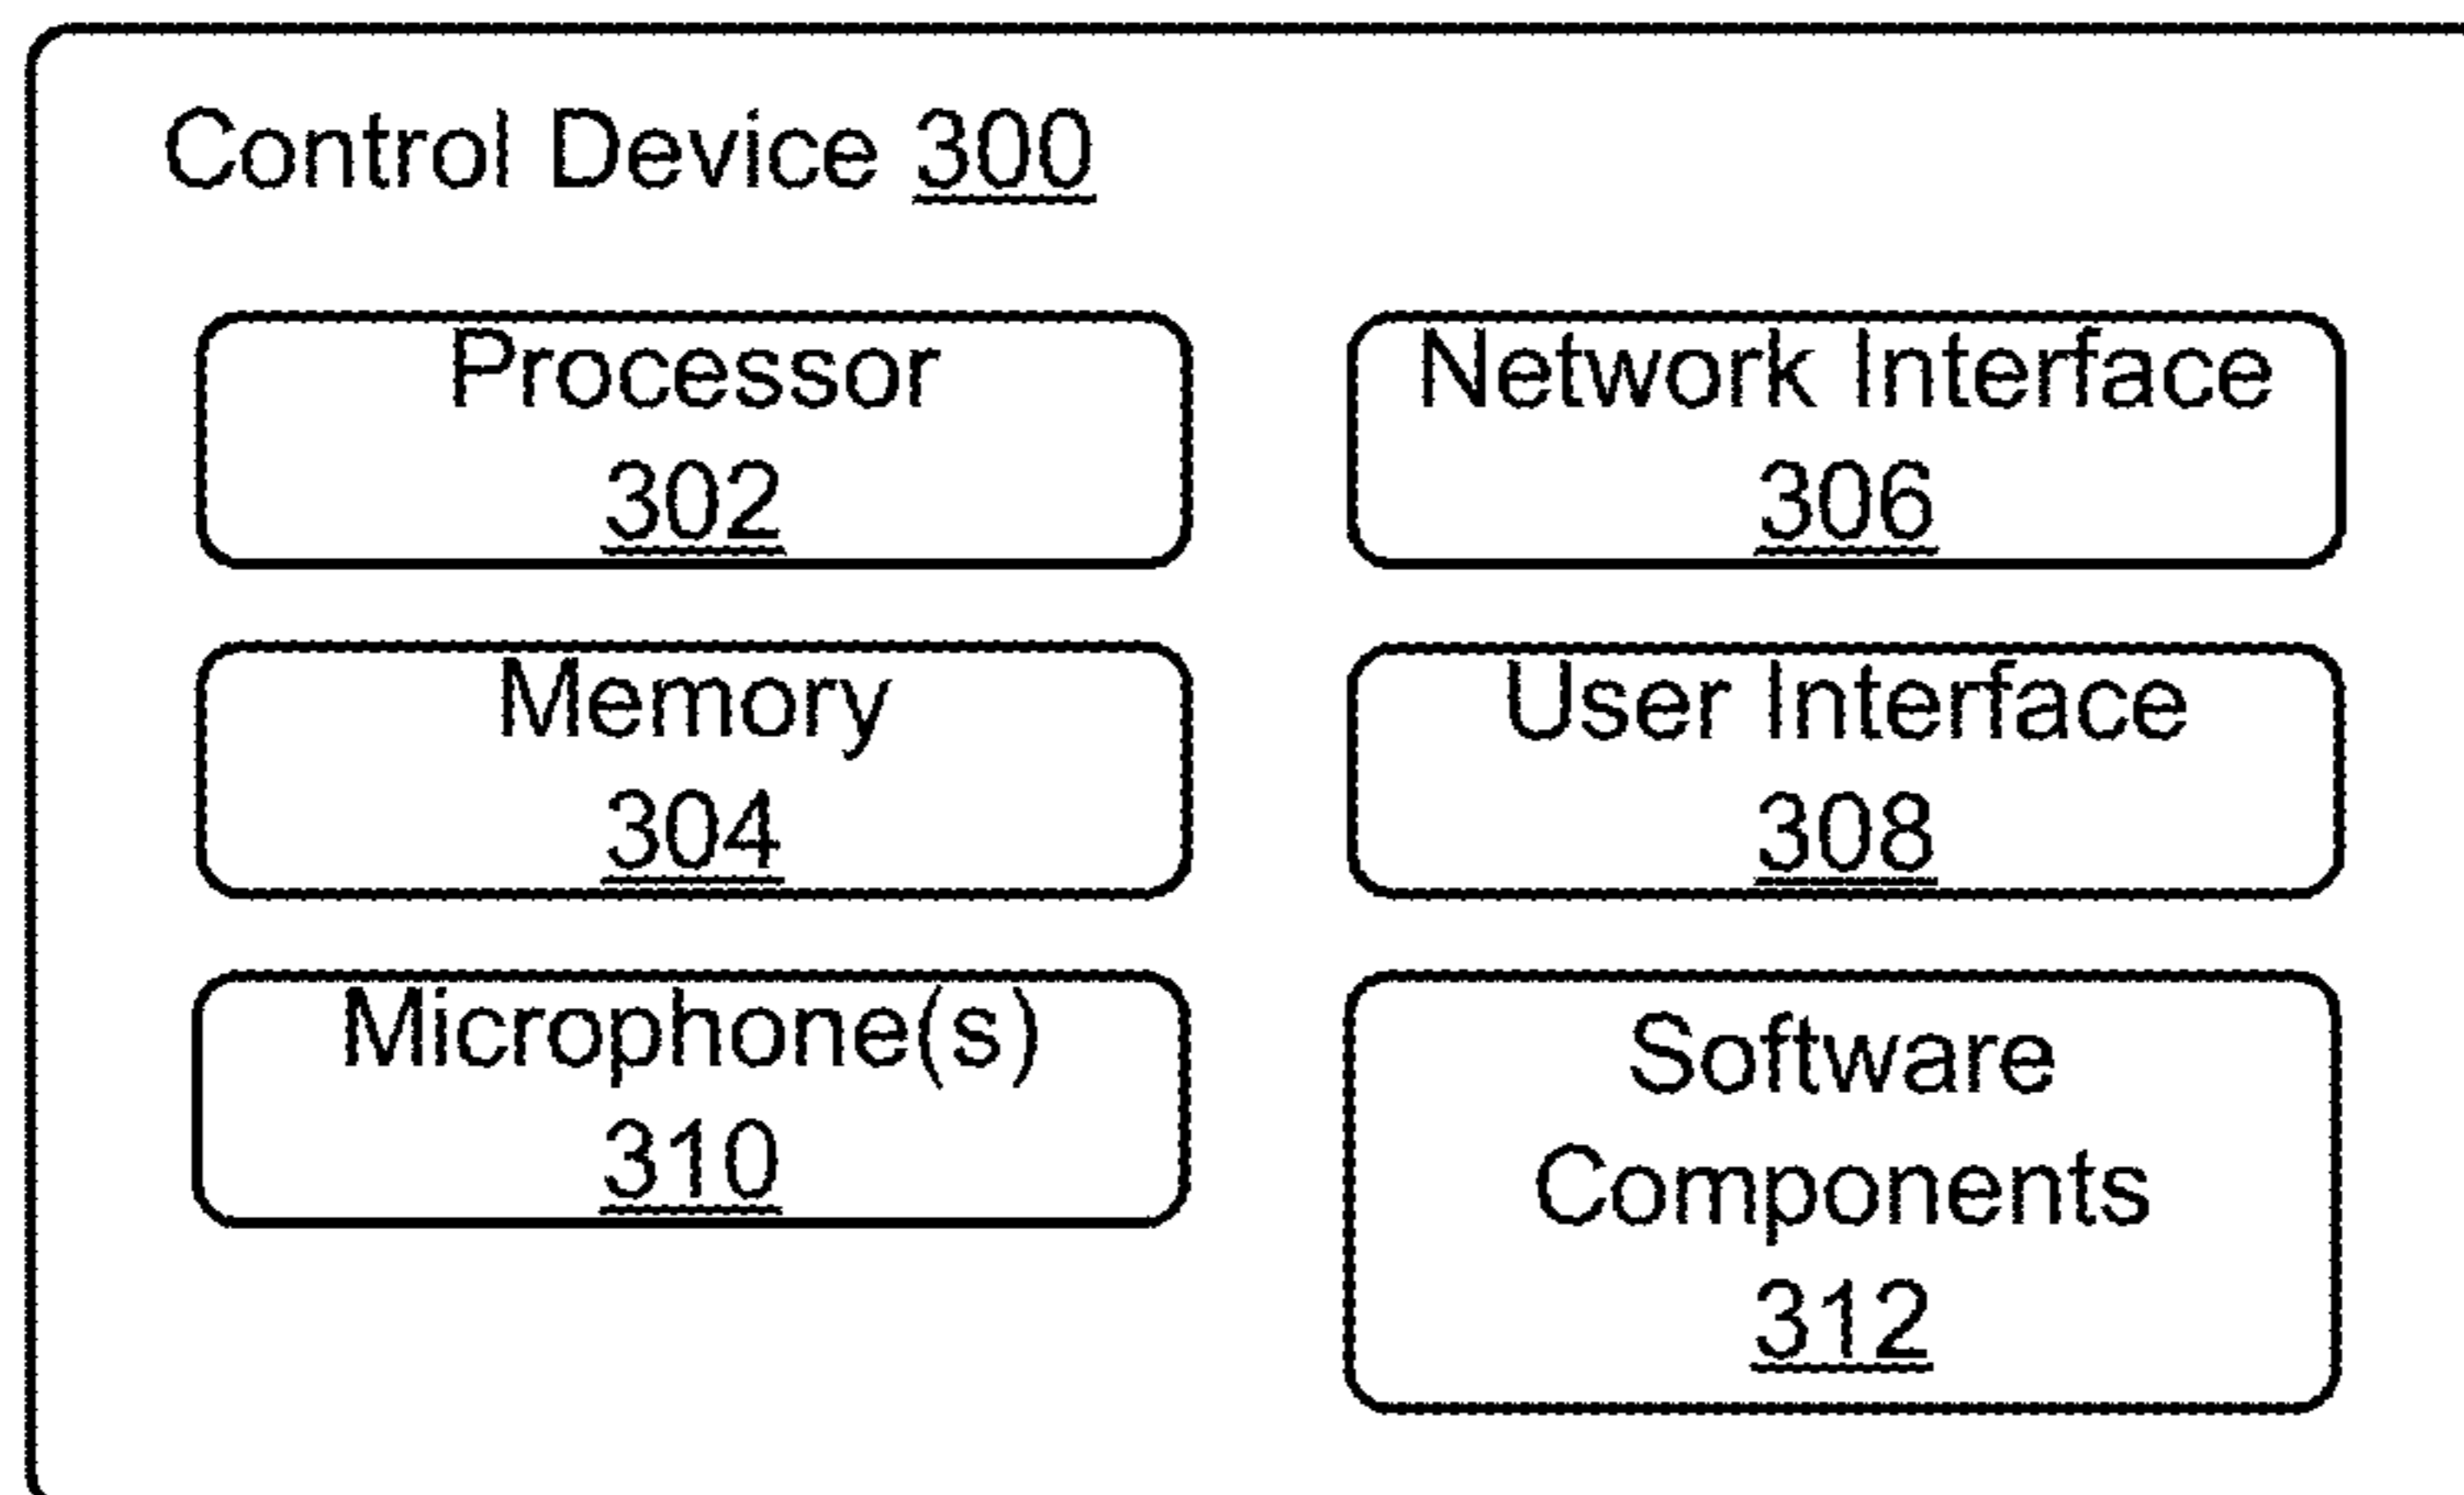 Control Device 300
Processor
302
Network Interface
306
Memory
304
User Interface
308
Microphone(s)
310
Software
Components
312